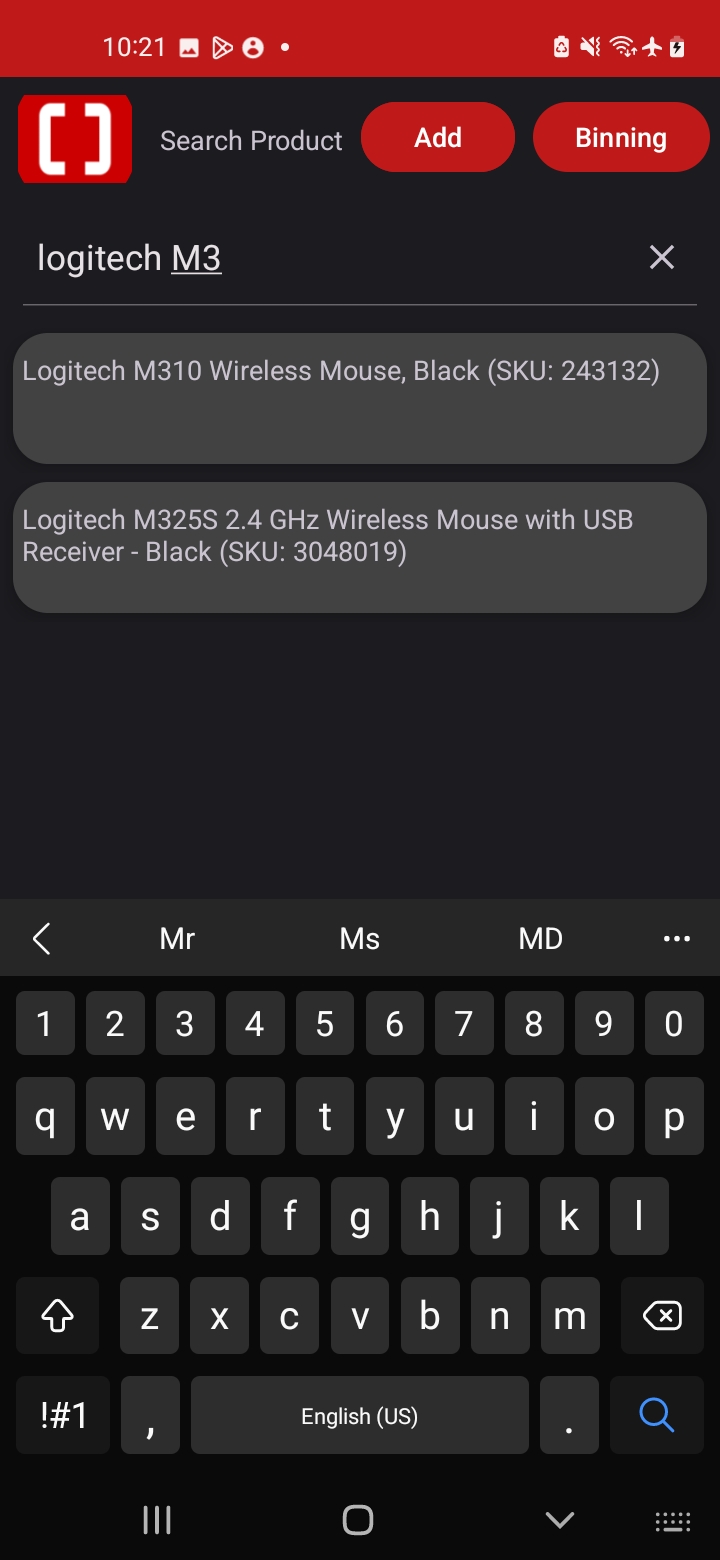 10:21
Search Product
Add
Binning
logitech M3
Logitech M310 Wireless Mouse, Black (SKU: 243132)
Logitech M325S 2.4 GHz Wireless Mouse with USB
Receiver - Black (SKU: 3048019)
Mr Ms MD
1 2 3 4 5 6 7 8 9 0
q w e r t y u i o p
a s d f g h j k l
z x c v b n m
!#1 , English (US) .